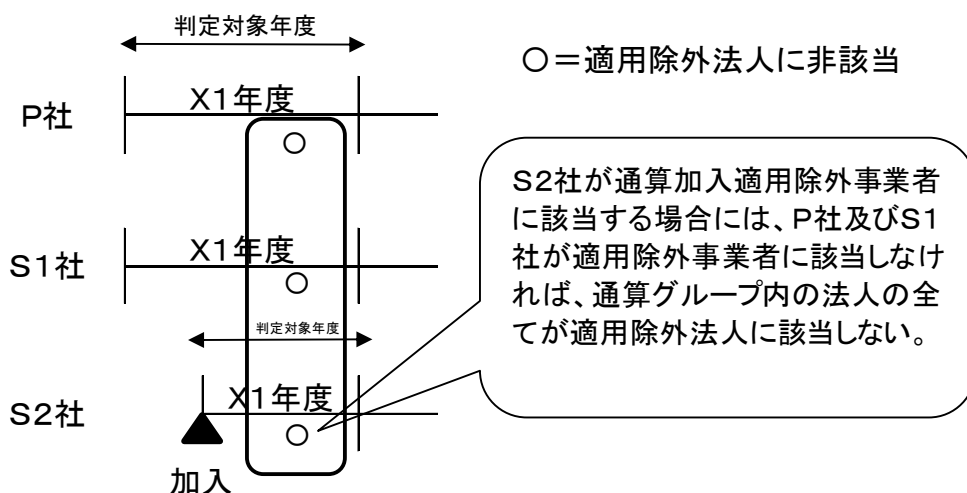 判定対象年度
○＝適用除外法人に非該当
P社
X1年度
S2社が通算加入適用除外事業者
に該当する場合には、P社及びS1
社が適用除外事業者に該当しなけ
れば、通算グループ内の法人の全
てが適用除外法人に該当しない。
S1社
X1年度
判定対象年度
S2社
X1年度
加入